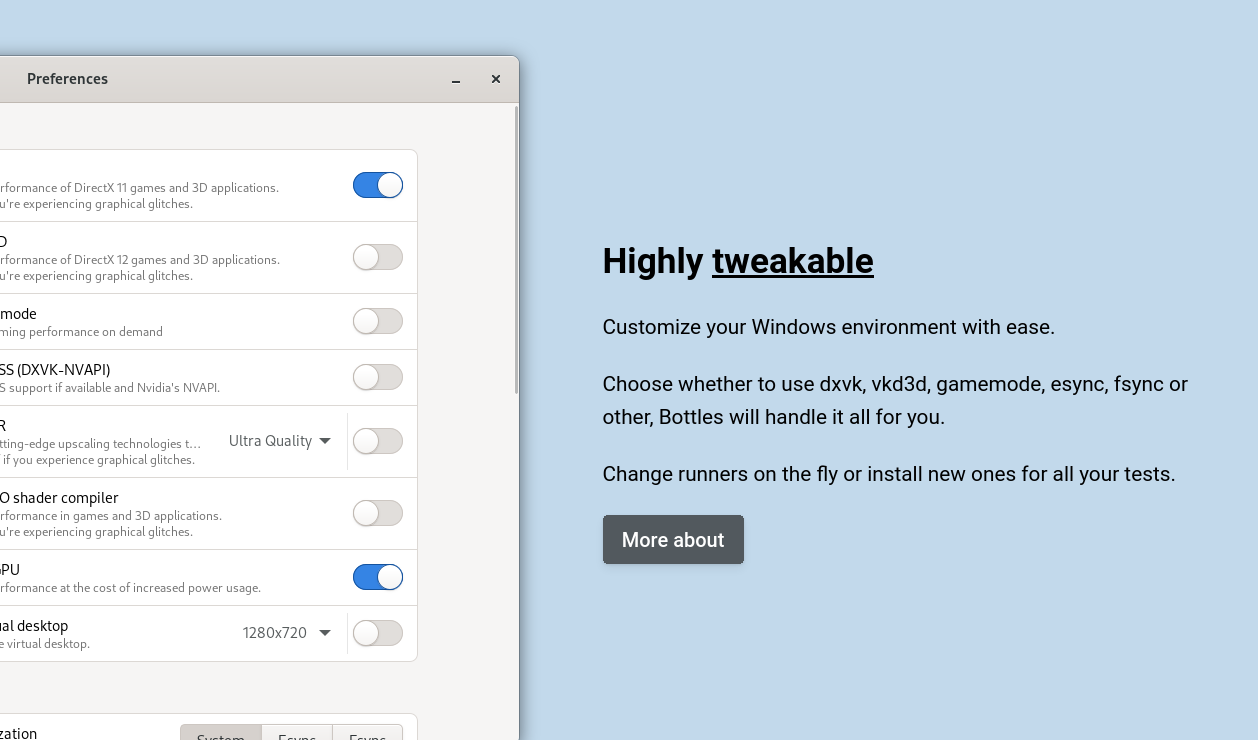 Preferences
rformance of DirectX 11 games and 3D applications.
u're experiencing graphical glitches.
D
rformance of DirectX 12 games and 3D applications.
u're experiencing graphical glitches.
mode
ming performance on demand
SS (DXVK-NVAPI)
S support if available and Nvidia's NVAPI.
R
tting-edge upscaling technologies t...
if you experience graphical glitches.
Ultra Quality
O shader compiler
rformance in games and 3D applications.
u're experiencing graphical glitches.
GPU
rformance at the cost of increased power usage.
ual desktop
e virtual desktop.
1280x720
zation
System Esync Fsync
Highly tweakable
Customize your Windows environment with ease.
Choose whether to use dxvk, vkd3d, gamemode, esync, fsync or
other, Bottles will handle it all for you.
Change runners on the fly or install new ones for all your tests.
More about